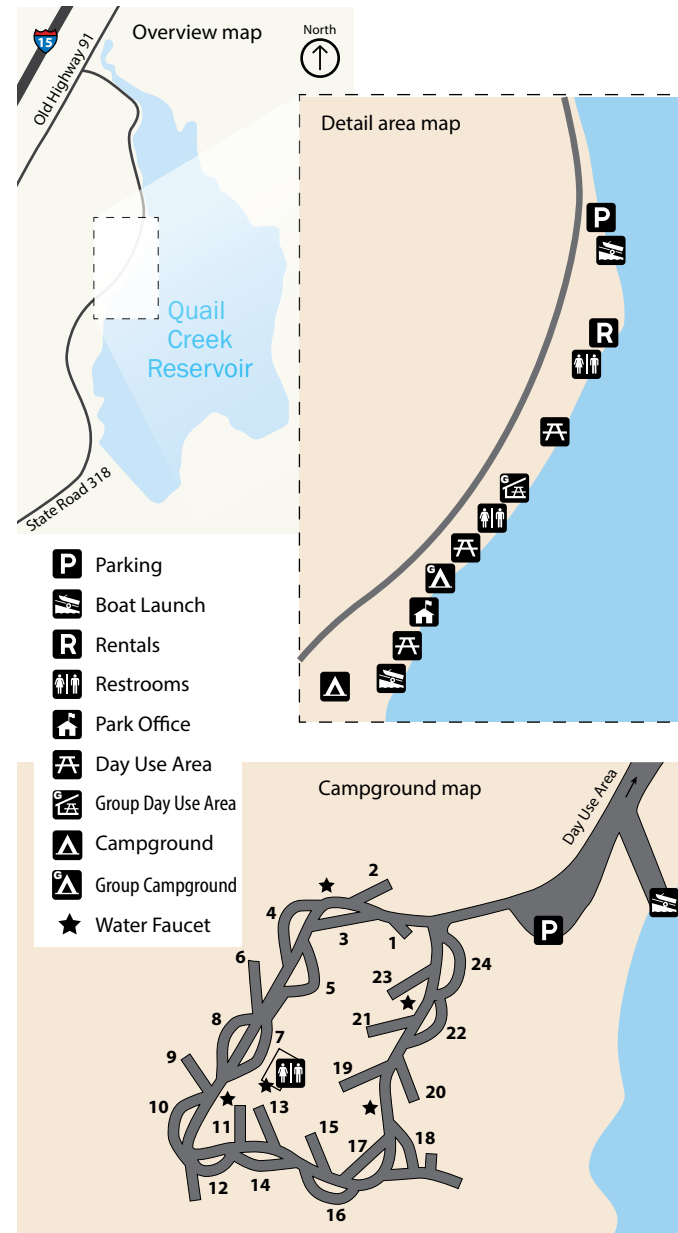 Overview map
North
15
Old Highway 91
Detail area map
P
R
Quail
Creek
Reservoir
G
G
State Road 318
P Parking
Boat Launch
R Rentals
Restrooms
Park Office
Day Use Area
G Group Day Use Area
Campground
G Group Campground
Water Faucet
Campground map
Day Use Area
P
1
2
3
4
5
6
7
8
9
10
11
12
13
14
15
16
17
18
19
20
21
22
23
24